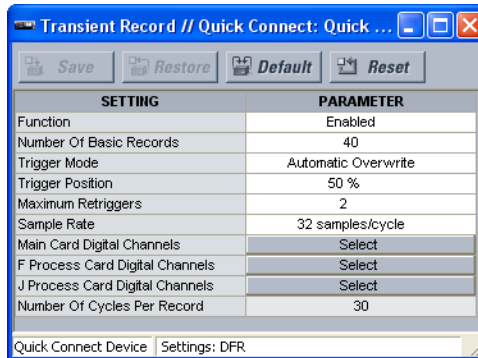 Transient Record // Quick Connect: Quick ...
Save Restore Default Reset
SETTING PARAMETER
Function Enabled
Number Of Basic Records 40
Trigger Mode Automatic Overwrite
Trigger Position 50 %
Maximum Retriggers 2
Sample Rate 32 samples/cycle
Main Card Digital Channels Select
F Process Card Digital Channels Select
J Process Card Digital Channels Select
Number Of Cycles Per Record 30
Quick Connect Device Settings: DFR